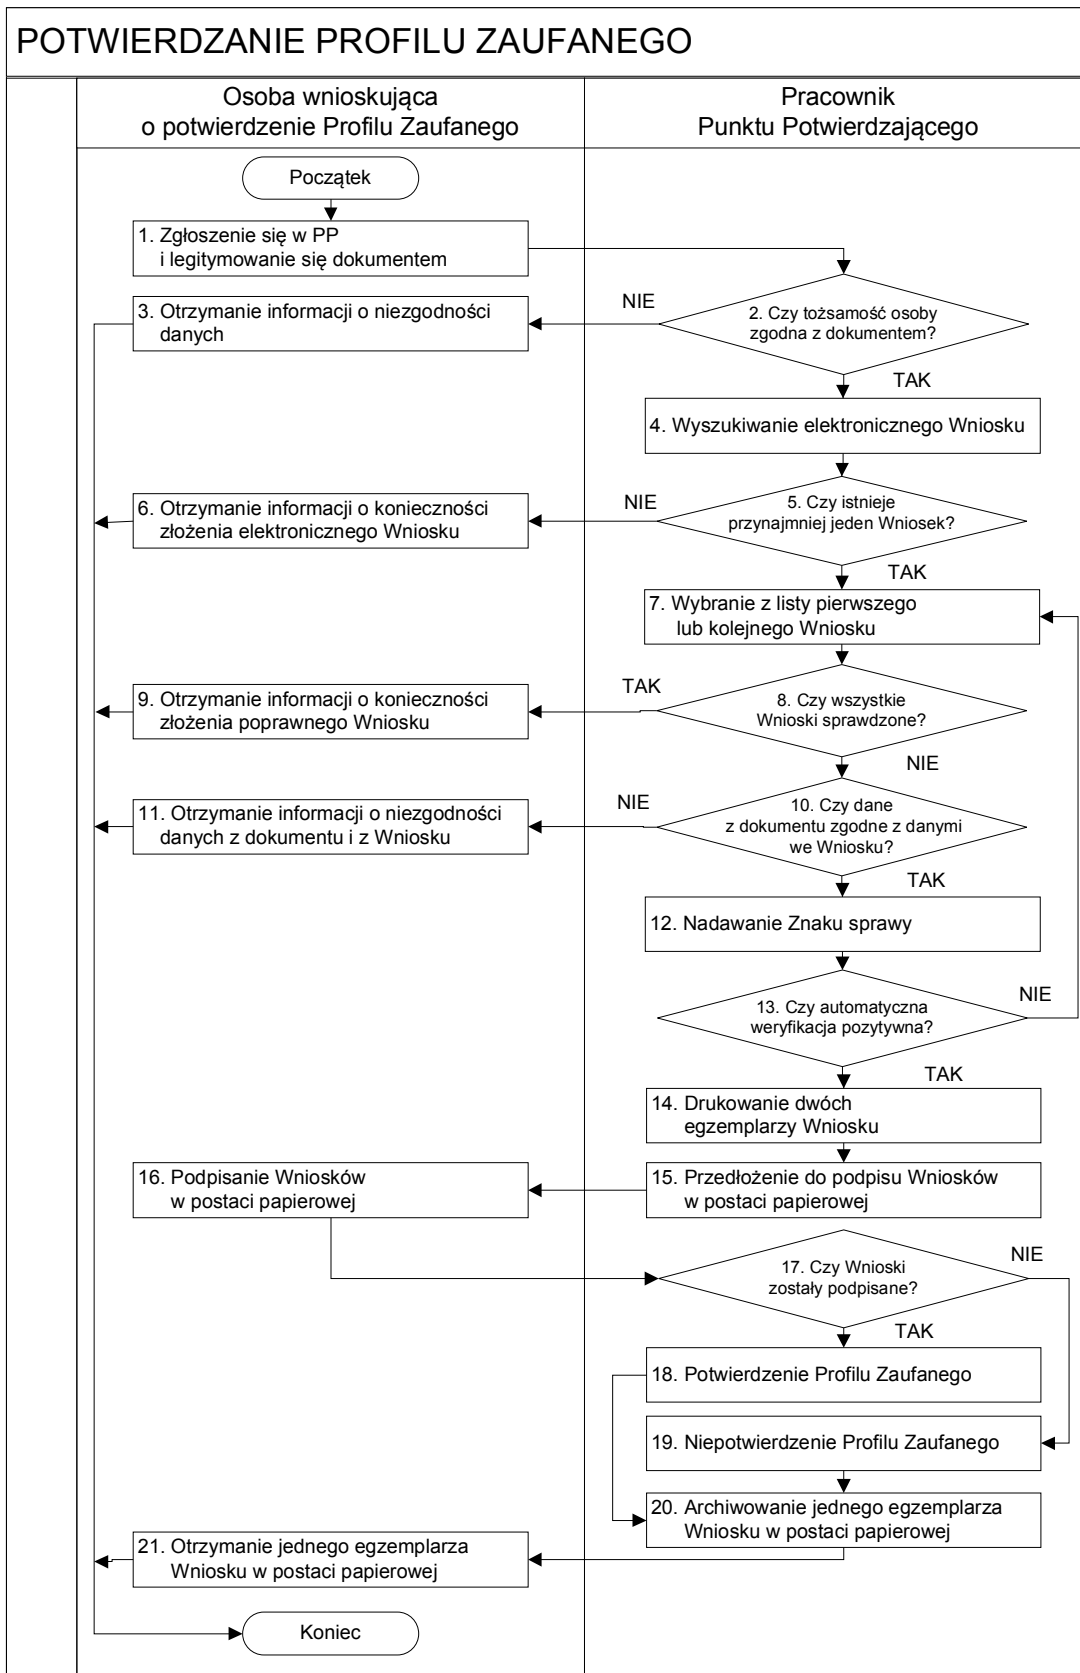 POTWIERDZANIE PROFILU ZAUFANEGO
Osoba wnioskująca
o potwierdzenie Profilu Zaufanego
Pracownik
Punktu Potwierdzającego
Początek
1. Zgłoszenie się w PP
i legitymowanie się dokumentem
2. Czy tożsamość osoby
zgodna z dokumentem?
NIE
3. Otrzymanie informacji o niezgodności
danych
TAK
4. Wyszukiwanie elektronicznego Wniosku
5. Czy istnieje
przynajmniej jeden Wniosek?
NIE
6. Otrzymanie informacji o konieczności
złożenia elektronicznego Wniosku
TAK
7. Wybranie z listy pierwszego
lub kolejnego Wniosku
8. Czy wszystkie
Wnioski sprawdzone?
TAK
9. Otrzymanie informacji o konieczności
złożenia poprawnego Wniosku
NIE
10. Czy dane
z dokumentu zgodne z danymi
we Wniosku?
NIE
11. Otrzymanie informacji o niezgodności
danych z dokumentu i z Wniosku
TAK
12. Nadawanie Znaku sprawy
13. Czy automatyczna
weryfikacja pozytywna?
NIE
TAK
14. Drukowanie dwóch
egzemplarzy Wniosku
15. Przedłożenie do podpisu Wniosków
w postaci papierowej
16. Podpisanie Wniosków
w postaci papierowej
17. Czy Wnioski
zostały podpisane?
NIE
TAK
18. Potwierdzenie Profilu Zaufanego
19. Niepotwierdzenie Profilu Zaufanego
20. Archiwowanie jednego egzemplarza
Wniosku w postaci papierowej
21. Otrzymanie jednego egzemplarza
Wniosku w postaci papierowej
Koniec